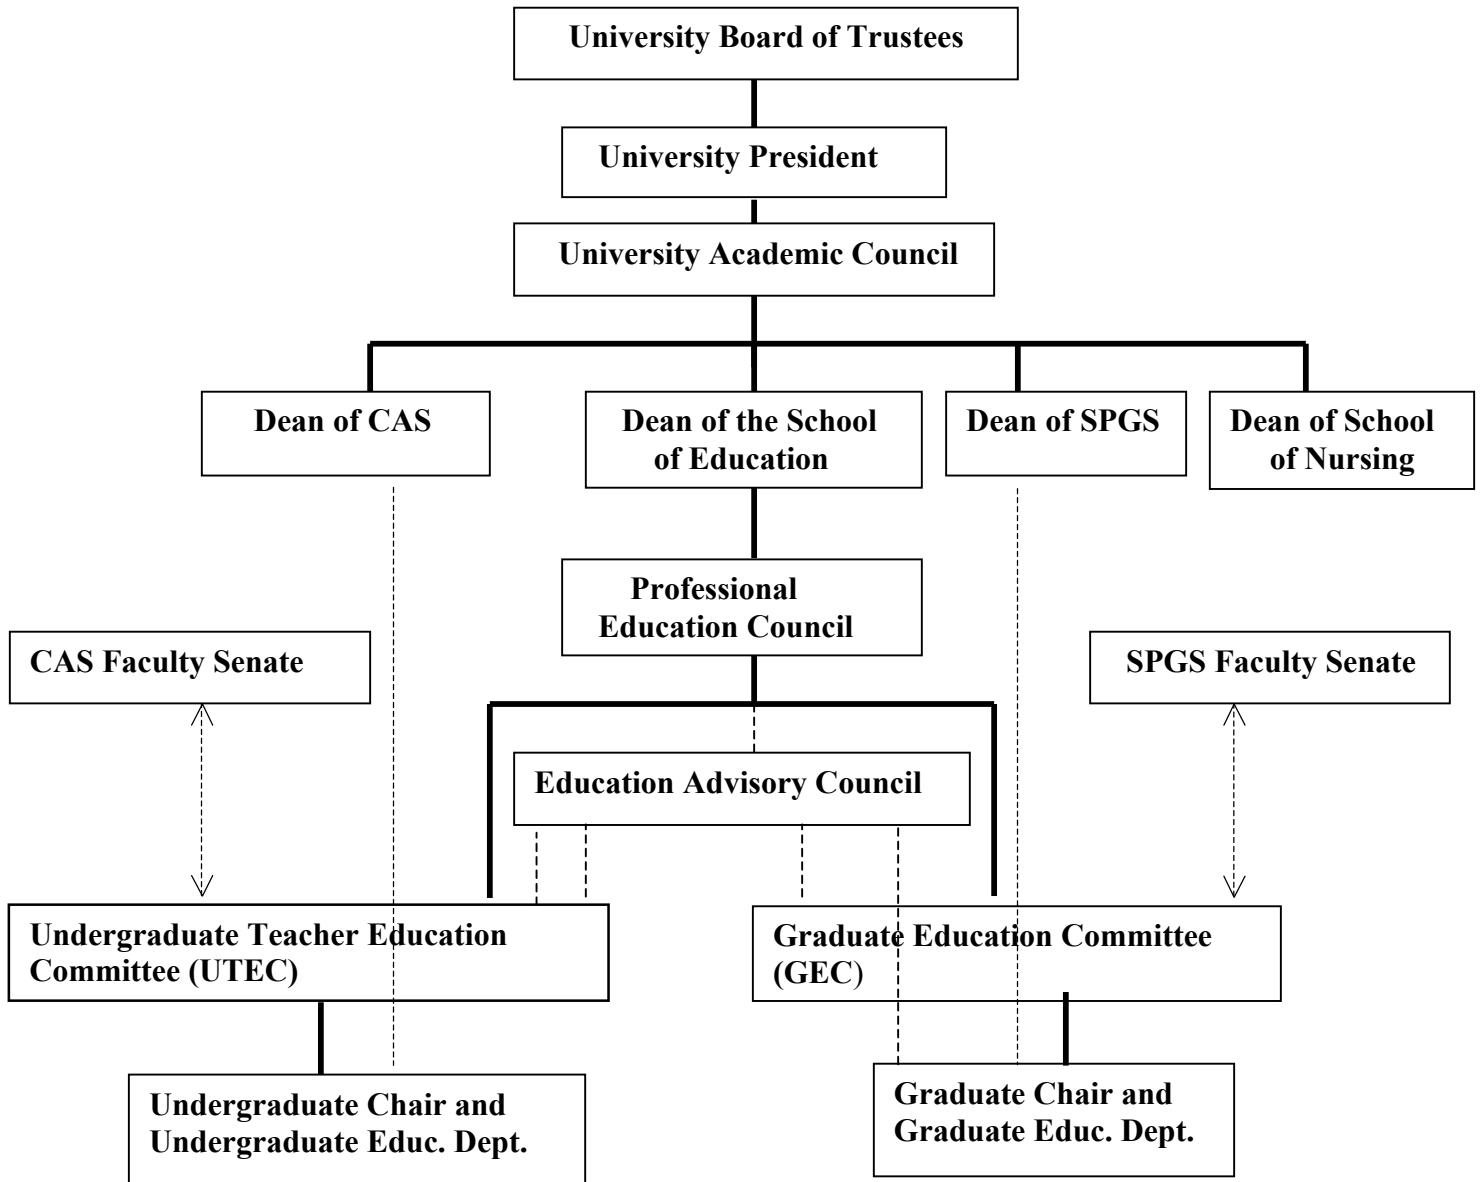 University Board of Trustees
University President
University Academic Council
Dean of CAS
Dean of the School
of Education
Dean of SPGS
Dean of School
of Nursing
Professional
Education Council
CAS Faculty Senate
SPGS Faculty Senate
Education Advisory Council
Undergraduate Teacher Education
Committee (UTEC)
Graduate Education Committee
(GEC)
Undergraduate Chair and
Undergraduate Educ. Dept.
Graduate Chair and
Graduate Educ. Dept.